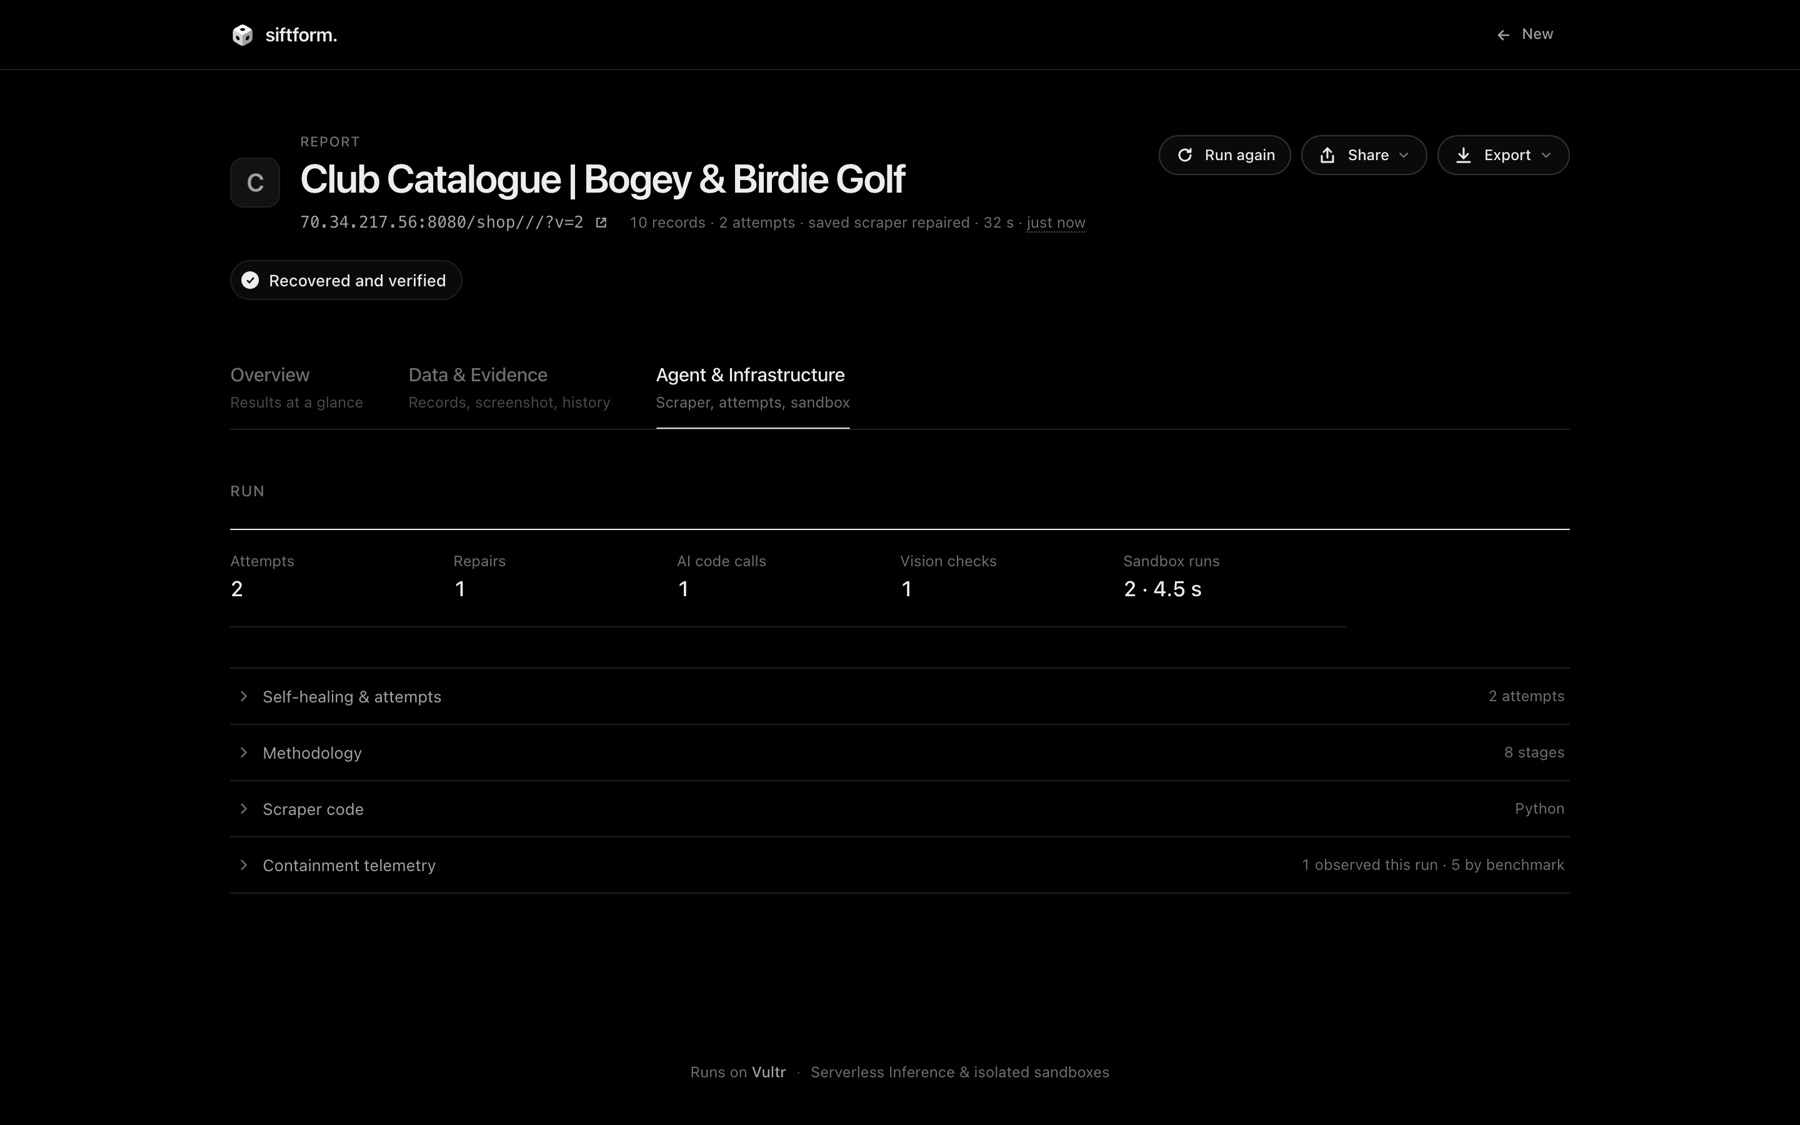 siftform.
← New
REPORT
C
Club Catalogue | Bogey & Birdie Golf
70.34.217.56:8080/shop///?v=2
10 records · 2 attempts · saved scraper repaired · 32 s · just now
Run again
Share
Export
Recovered and verified
Overview
Results at a glance
Data & Evidence
Records, screenshot, history
Agent & Infrastructure
Scraper, attempts, sandbox
RUN
Attempts
2
Repairs
1
AI code calls
1
Vision checks
1
Sandbox runs
2 · 4.5 s
Self-healing & attempts
2 attempts
Methodology
8 stages
Scraper code
Python
Containment telemetry
1 observed this run · 5 by benchmark
Runs on Vultr · Serverless Inference & isolated sandboxes